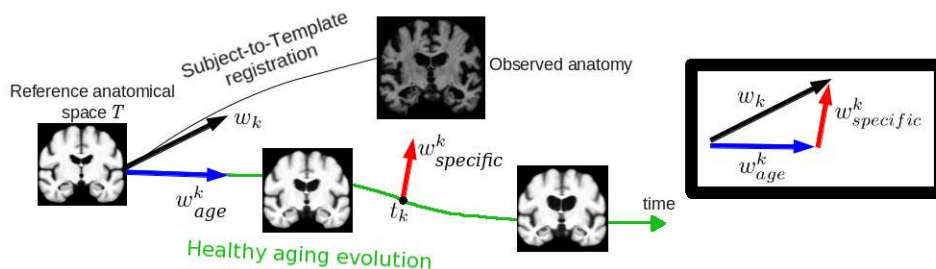 Subject-to-Template
registration
Observed anatomy
Reference anatomical
space T
w_k
w^k_age
w^k_specific
t_k
time
Healthy aging evolution
w_k
w^k_specific
w^k_age